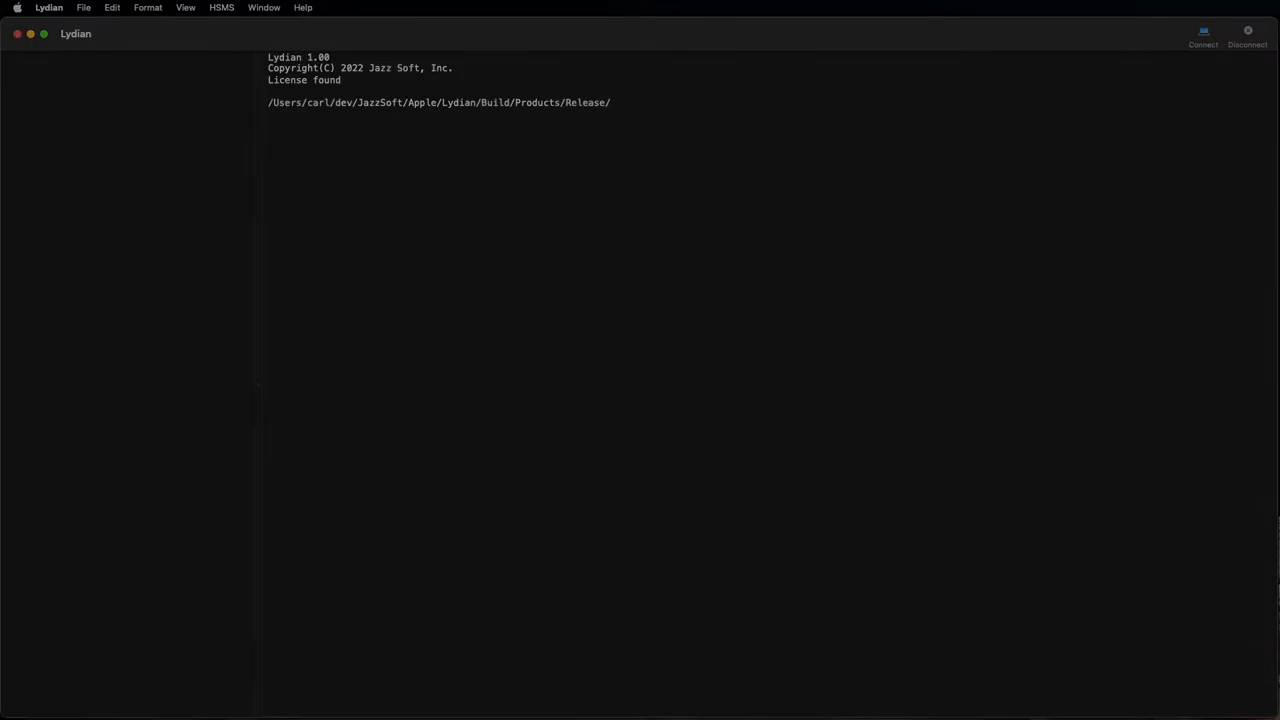 Lydian File Edit Format View HSMS Window Help
Lydian
Connect Disconnect
Lydian 1.00
Copyright(C) 2022 Jazz Soft, Inc.
License found
/Users/carl/dev/JazzSoft/Apple/Lydian/Build/Products/Release/